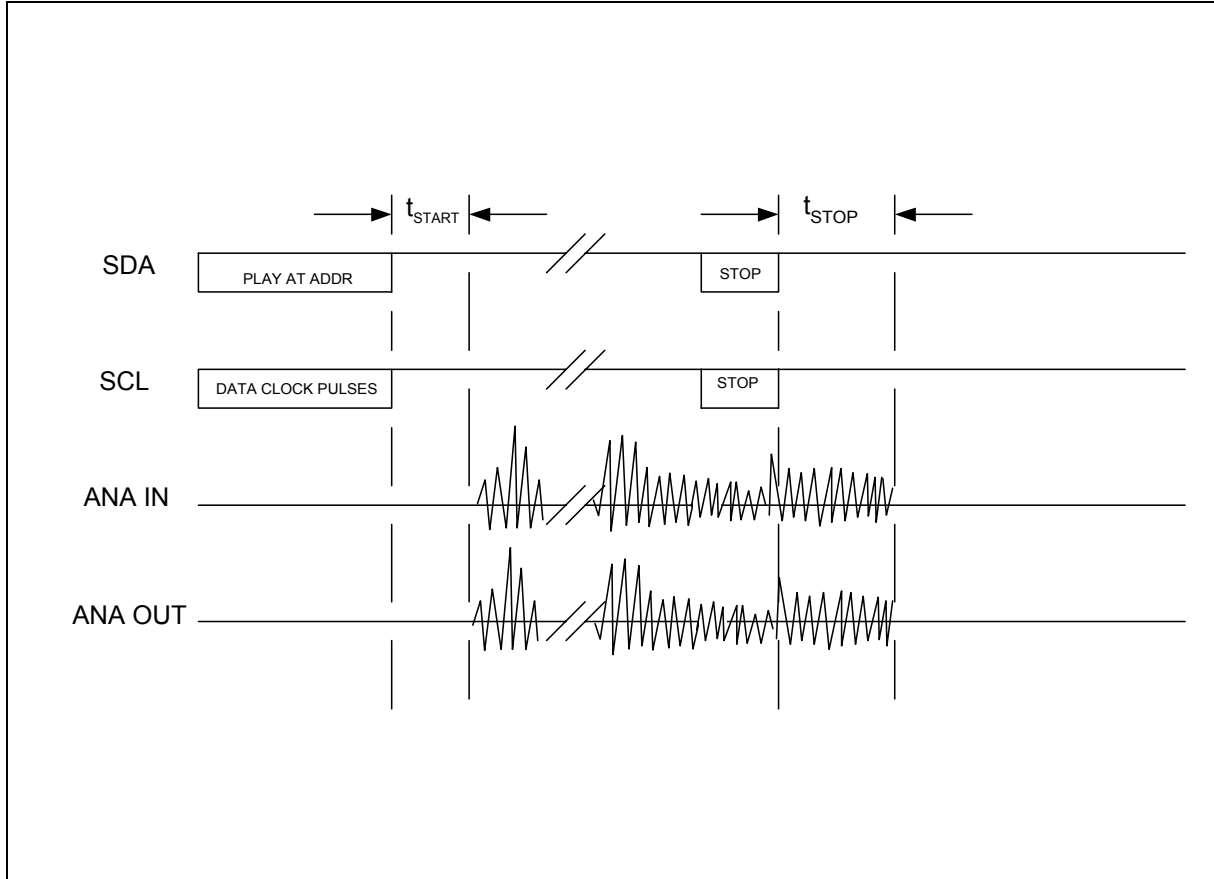 tSTART
tSTOP
SDA
PLAY AT ADDR
STOP
SCL
DATA CLOCK PULSES
STOP
ANA IN
ANA OUT